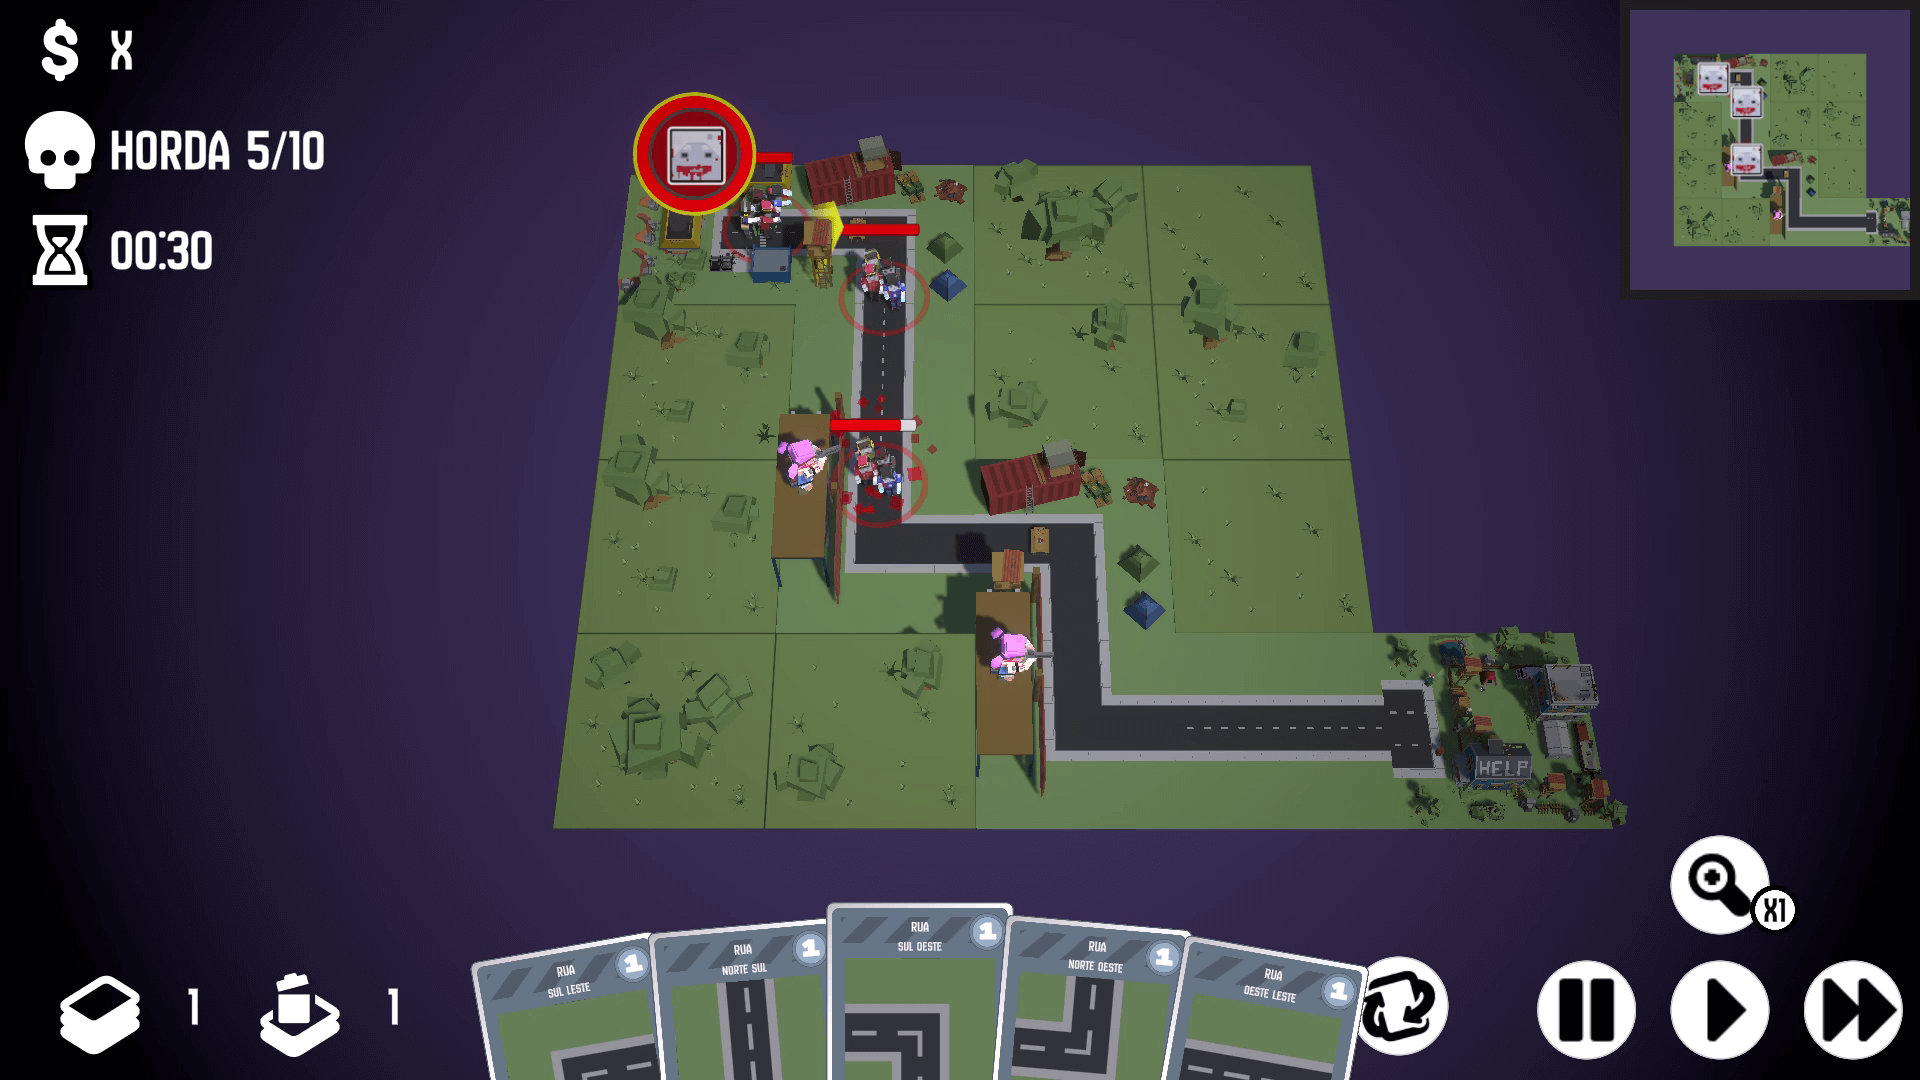 $ X
HORDA 5/10
00:30
HELP
X1
1
1
RUA 1
SUL LESTE
RUA 1
NORTE SUL
RUA 1
SUL OESTE
RUA 1
NORTE OESTE
RUA 1
OESTE LESTE